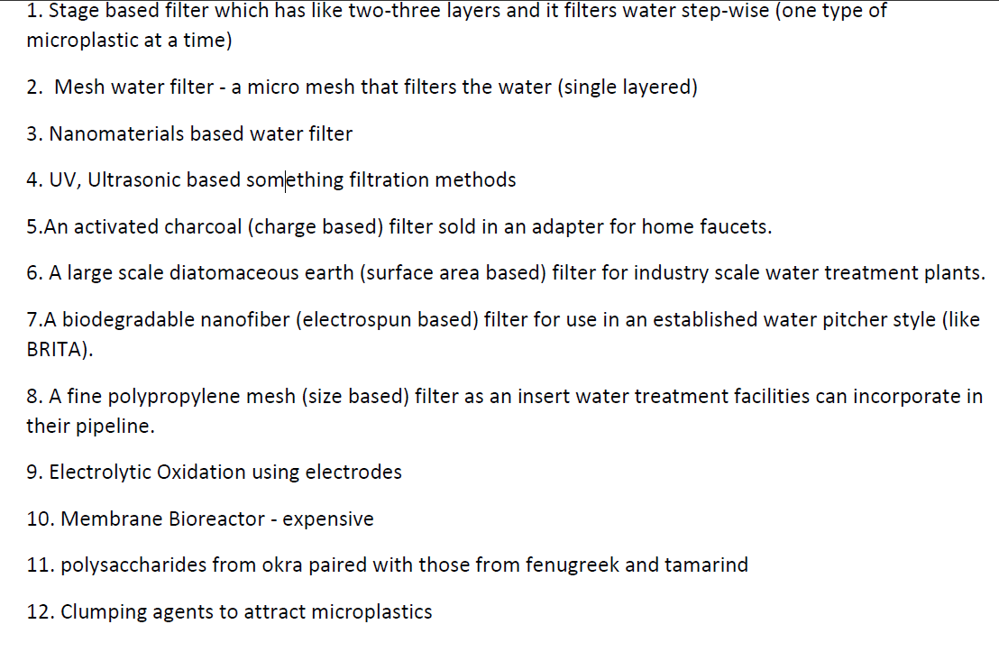 1. Stage based filter which has like two-three layers and it filters water step-wise (one type of
microplastic at a time)
2.  Mesh water filter - a micro mesh that filters the water (single layered)
3. Nanomaterials based water filter
4. UV, Ultrasonic based something filtration methods
5.An activated charcoal (charge based) filter sold in an adapter for home faucets.
6. A large scale diatomaceous earth (surface area based) filter for industry scale water treatment plants.
7.A biodegradable nanofiber (electrospun based) filter for use in an established water pitcher style (like
BRITA).
8. A fine polypropylene mesh (size based) filter as an insert water treatment facilities can incorporate in
their pipeline.
9. Electrolytic Oxidation using electrodes
10. Membrane Bioreactor - expensive
11. polysaccharides from okra paired with those from fenugreek and tamarind
12. Clumping agents to attract microplastics